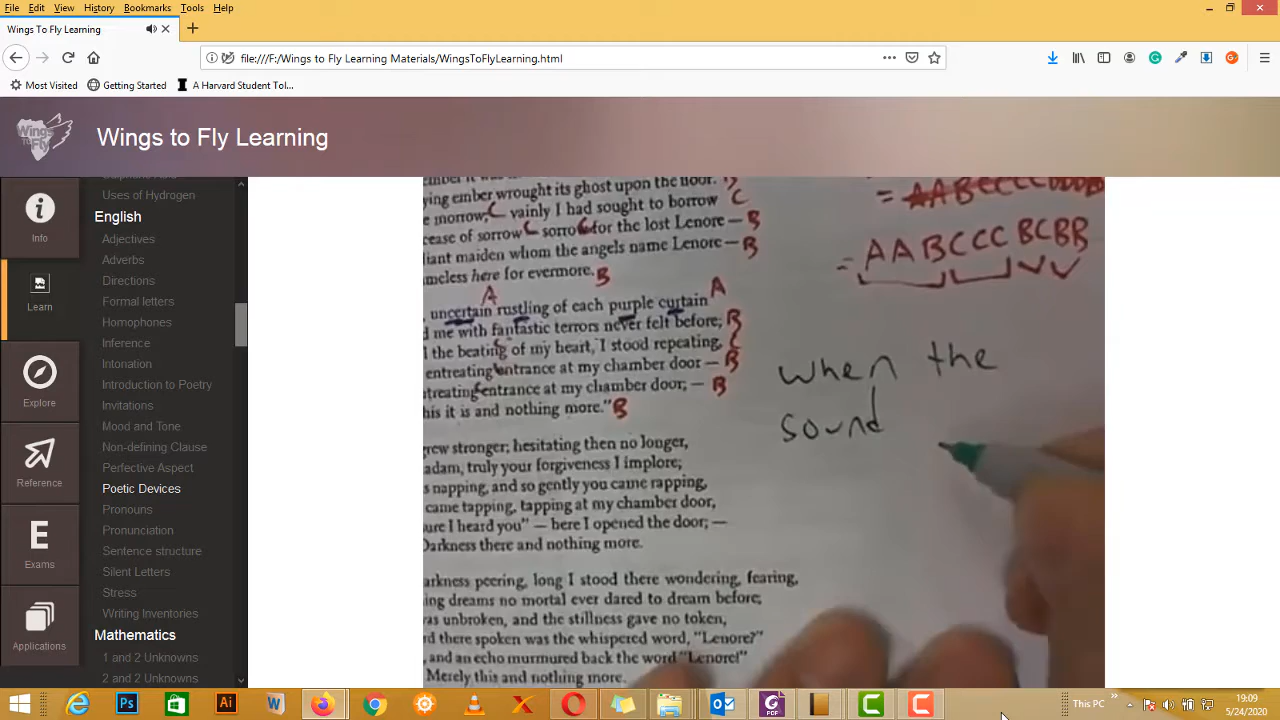 File Edit View History Bookmarks Tools Help
Wings To Fly Learning
file:///F:/Wings to Fly Learning Materials/WingsToFlyLearning.html
Most Visited Getting Started A Harvard Student Tol...
Wings to Fly
Wings to Fly Learning
Info
Learn
Explore
Reference
E
Exams
Applications
Uses of Hydrogen
English
Adjectives
Adverbs
Directions
Formal letters
Homophones
Inference
Intonation
Introduction to Poetry
Invitations
Mood and Tone
Non-defining Clause
Perfective Aspect
Poetic Devices
Pronouns
Pronunciation
Sentence structure
Silent Letters
Stress
Writing Inventories
Mathematics
1 and 2 Unknowns
2 and 2 Unknowns
ying ember wrought its ghost upon the floor. B
e morrow; C vainly I had sought to borrow C
cease of sorrow C sorrow for the lost Lenore — B
diant maiden whom the angels name Lenore — B
ameless here for evermore. B
A A
, uncertain rustling of each purple curtain
d me with fantastic terrors never felt before; B
l the beating of my heart, I stood repeating, C
entreating entrance at my chamber door — B
treating entrance at my chamber door; — B
his it is and nothing more." B
grew stronger; hesitating then no longer,
adam, truly your forgiveness I implore;
s napping, and so gently you came rapping,
came tapping, tapping at my chamber door,
sure I heard you" — here I opened the door; —
Darkness there and nothing more.
arkness peering, long I stood there wondering, fearing,
ing dreams no mortal ever dared to dream before;
was unbroken, and the stillness gave no token,
rd there spoken was the whispered word, "Lenore?"
, and an echo murmured back the word "Lenore!"
Merely this and nothing more.
= AABCCCBCBB
when the
sound
This PC
19:09
5/24/2020